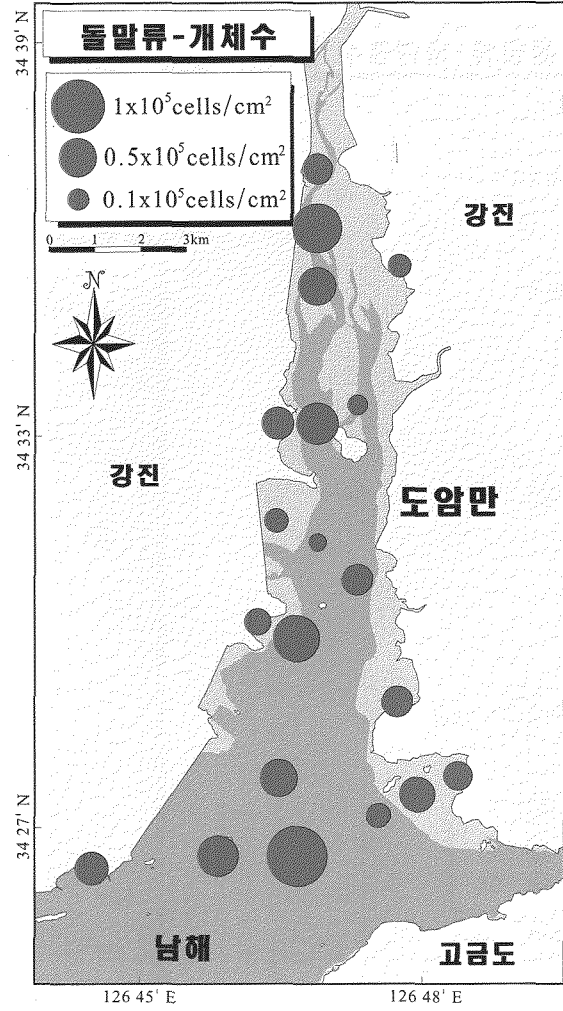 34 39' N
돌말류-개체수
1x10⁵cells/cm²
0.5x10⁵cells/cm²
0.1x10⁵cells/cm²
0 1 2 3km
N
강진
34 33' N
강진
도암만
34 27' N
남해
고금도
126 45' E
126 48' E